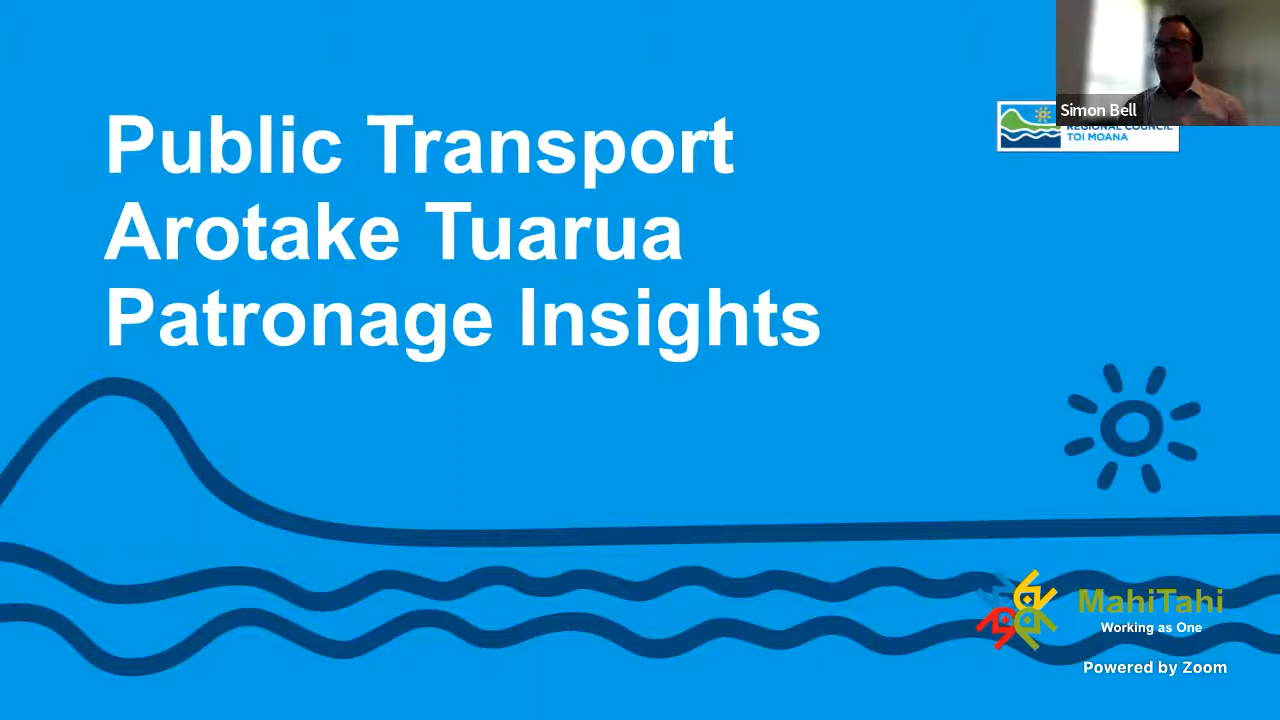 Public Transport
Arotake Tuarua
Patronage Insights
Simon Bell
REGIONAL COUNCIL
TOI MOANA
MahiTahi
Working as One
Powered by Zoom